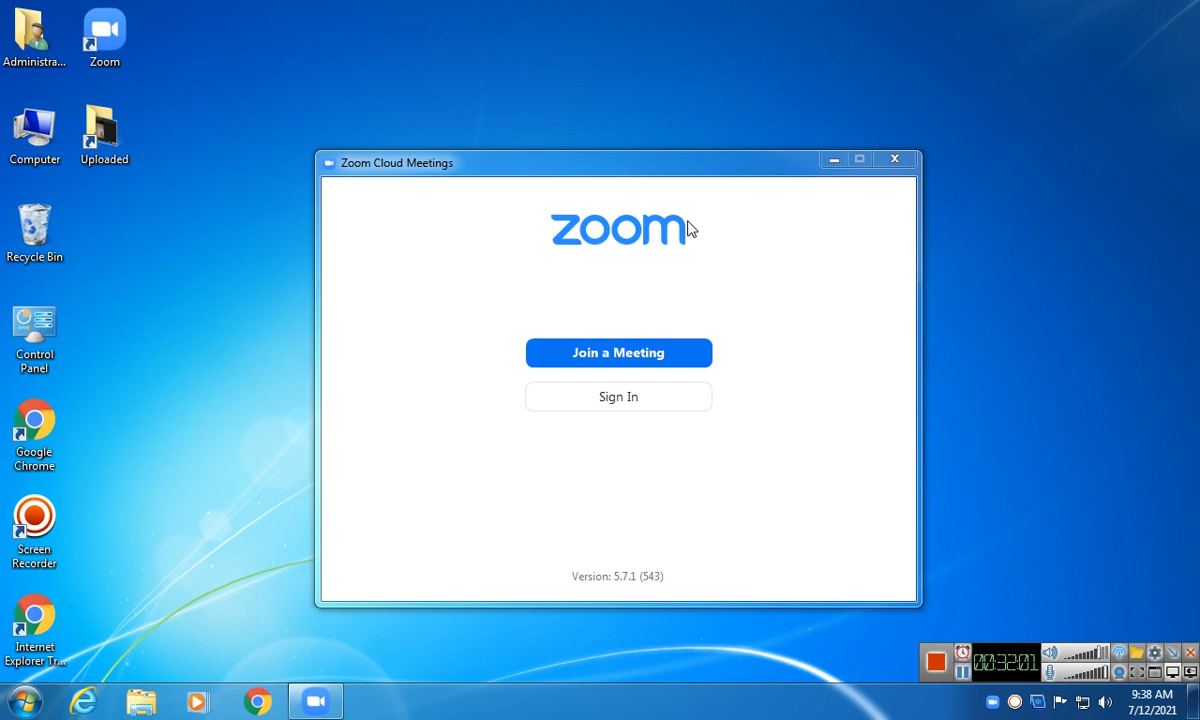 Administra...
Zoom
Computer
Uploaded
Recycle Bin
Control
Panel
Google
Chrome
Screen
Recorder
Internet
Explorer Tr...
Zoom Cloud Meetings
zoom
Join a Meeting
Sign In
Version: 5.7.1 (543)
00:32:01
9:38 AM
7/12/2021